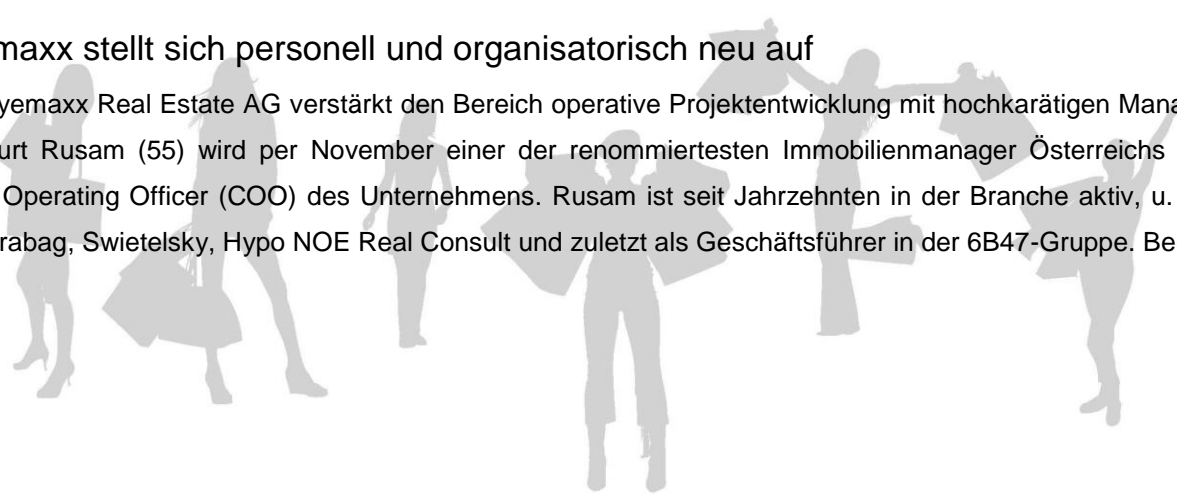 maxx stellt sich personell und organisatorisch neu auf
yemaxx Real Estate AG verstärkt den Bereich operative Projektentwicklung mit hochkarätigen Mana
urt Rusam (55) wird per November einer der renommiertesten Immobilienmanager Österreichs
Operating Officer (COO) des Unternehmens. Rusam ist seit Jahrzehnten in der Branche aktiv, u.
rabag, Swietelsky, Hypo NOE Real Consult und zuletzt als Geschäftsführer in der 6B47-Gruppe. Be